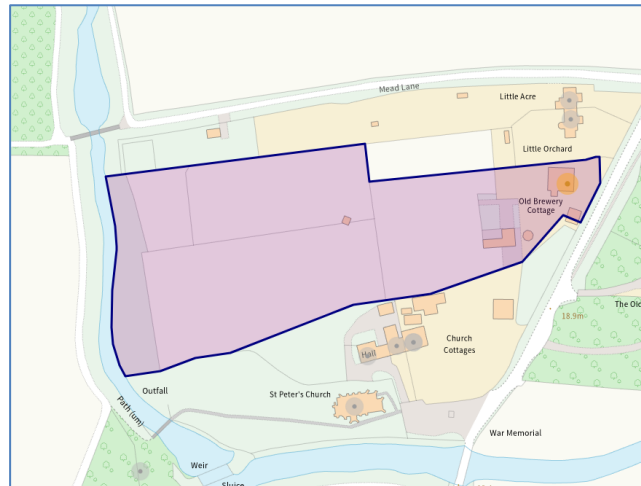 Mead Lane
Little Acre
Little Orchard
Old Brewery
Cottage
The Old
18.9m
Church
Cottages
Hall
Outfall
St Peter's Church
Path (um)
War Memorial
Weir
Sluice